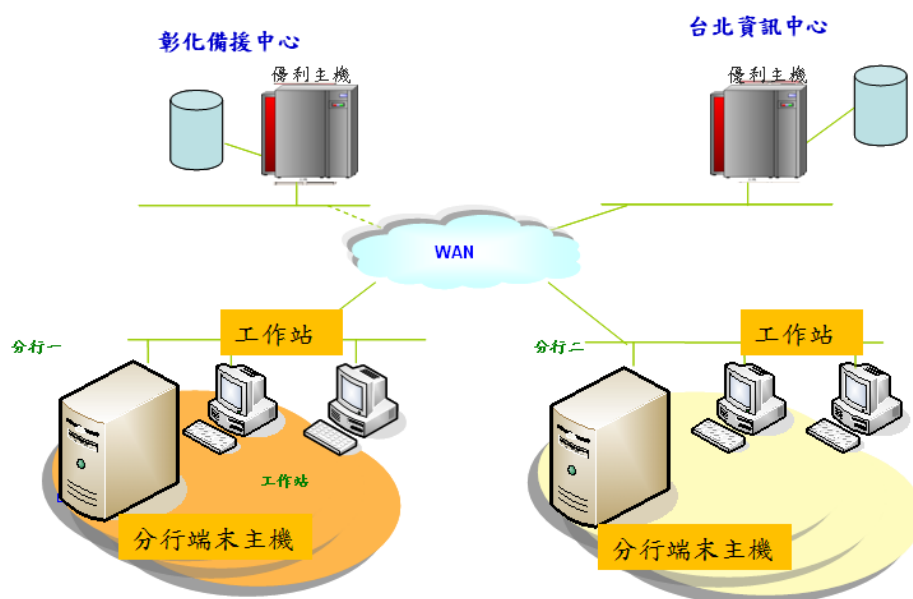 彰化備援中心
台北資訊中心
優利主機
優利主機
WAN
分行一
工作站
分行二
工作站
工作站
分行端末主機
分行端末主機